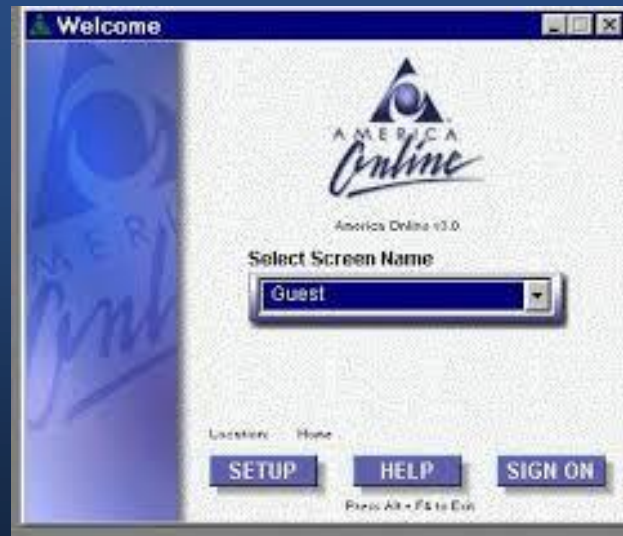 Welcome
AMERICA
Online
America Online v3.0
Select Screen Name
Guest
Location: Home
SETUP HELP SIGN ON
Press Alt + F4 to Exit